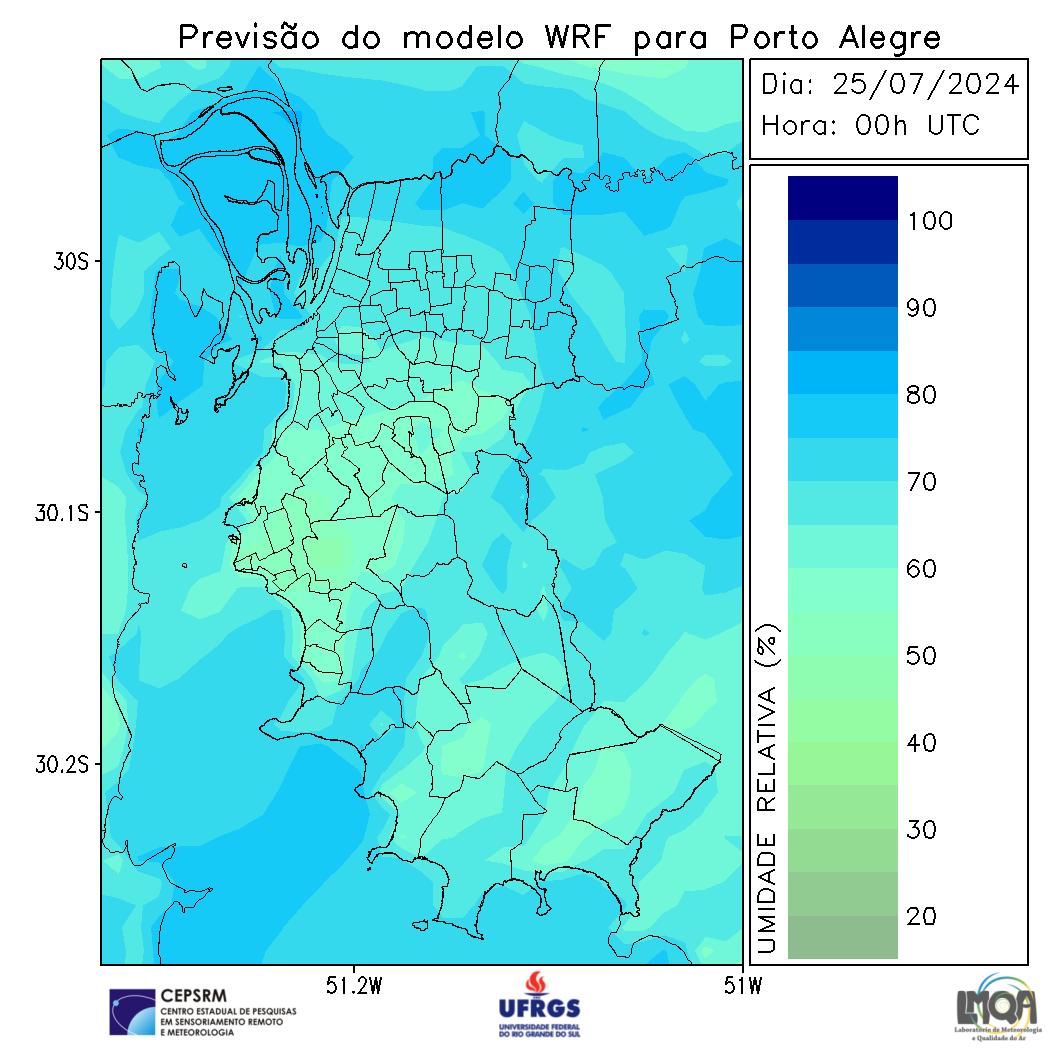 Previsão do modelo WRF para Porto Alegre
Dia: 25/07/2024
Hora: 00h UTC
30S
30.1S
30.2S
51.2W
51W
100
90
80
70
60
50
40
30
20
UMIDADE RELATIVA (%)
CEPSRM
CENTRO ESTADUAL DE PESQUISAS
EM SENSORIAMENTO REMOTO
E METEOROLOGIA
UFRGS
UNIVERSIDADE FEDERAL
DO RIO GRANDE DO SUL
LMQA
Laboratório de Meteorologia
e Qualidade do Ar